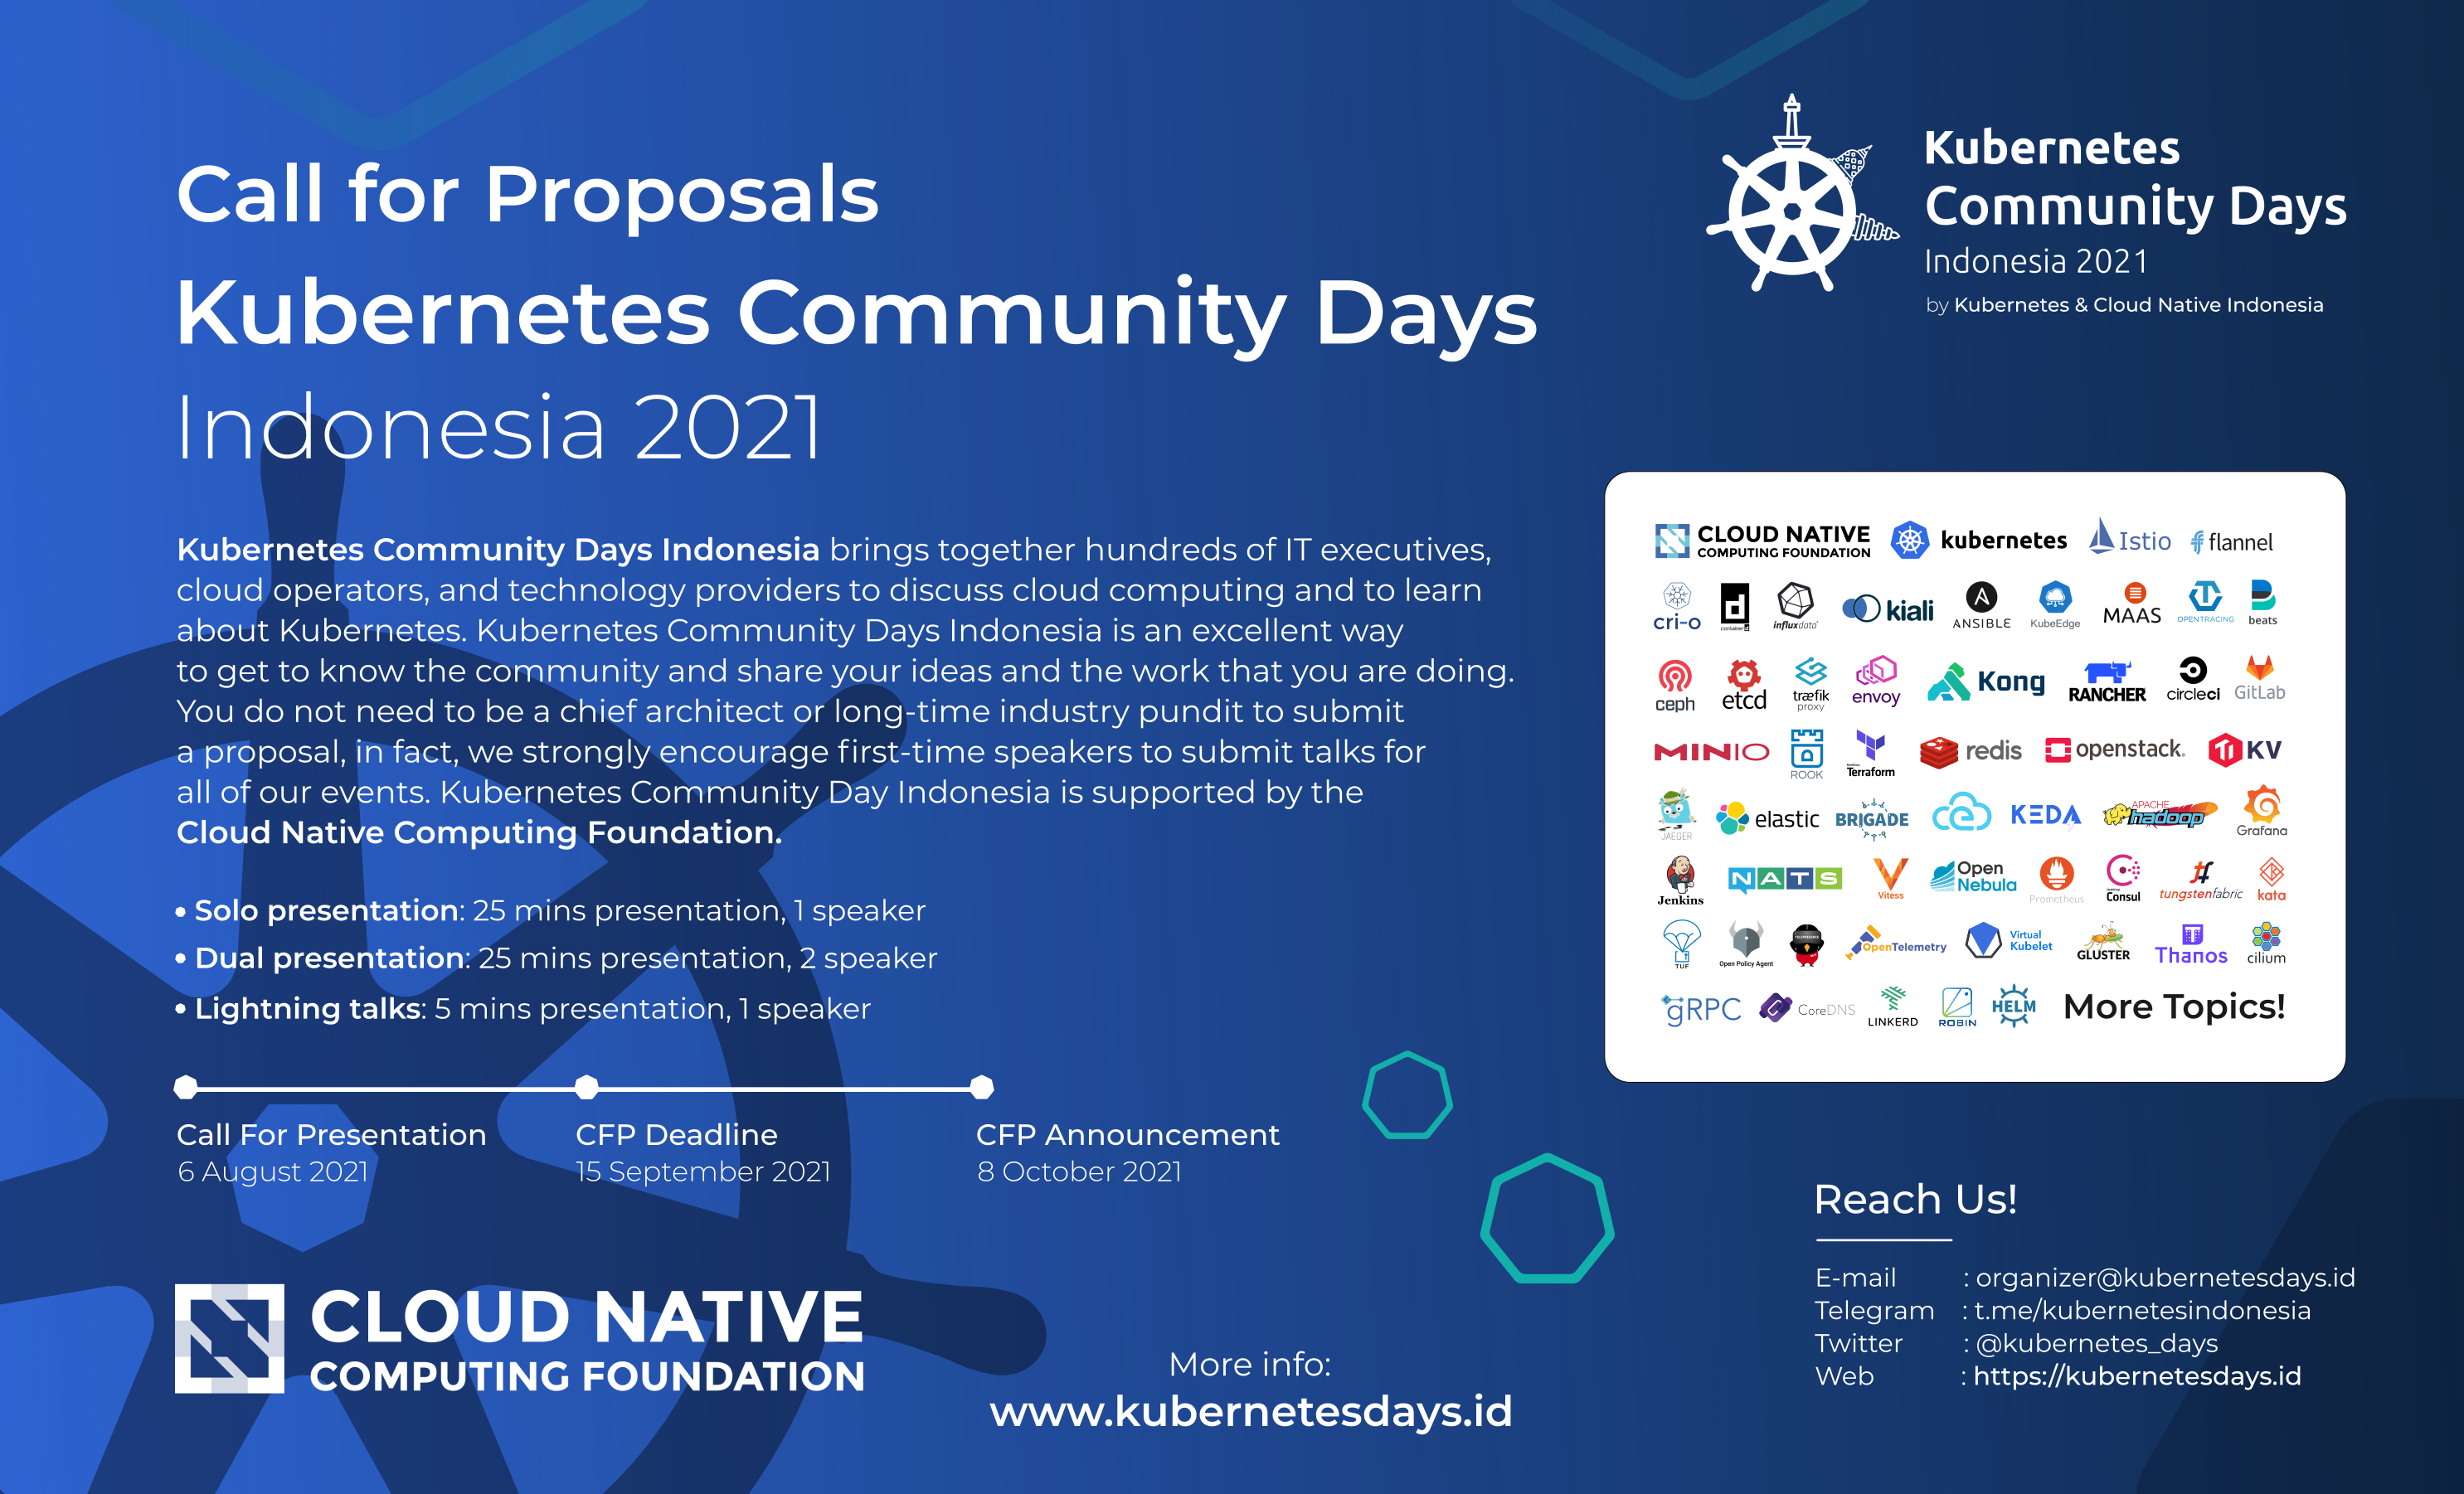 Call for Proposals
Kubernetes Community Days
Indonesia 2021
Kubernetes Community Days Indonesia brings together hundreds of IT executives,
cloud operators, and technology providers to discuss cloud computing and to learn
about Kubernetes. Kubernetes Community Days Indonesia is an excellent way
to get to know the community and share your ideas and the work that you are doing.
You do not need to be a chief architect or long-time industry pundit to submit
a proposal, in fact, we strongly encourage first-time speakers to submit talks for
all of our events. Kubernetes Community Day Indonesia is supported by the
Cloud Native Computing Foundation.
• Solo presentation: 25 mins presentation, 1 speaker
• Dual presentation: 25 mins presentation, 2 speaker
• Lightning talks: 5 mins presentation, 1 speaker
Call For Presentation
6 August 2021
CFP Deadline
15 September 2021
CFP Announcement
8 October 2021
CLOUD NATIVE
COMPUTING FOUNDATION
More info:
www.kubernetesdays.id
Kubernetes
Community Days
Indonesia 2021
by Kubernetes & Cloud Native Indonesia
CLOUD NATIVE
COMPUTING FOUNDATION
kubernetes
Istio
flannel
cri-o
d
containerd
influxdata
kiali
ANSIBLE
KubeEdge
MAAS
OPENTRACING
beats
ceph
etcd
træfik
proxy
envoy
Kong
RANCHER
circleci
GitLab
MINIO
ROOK
Terraform
redis
openstack.
TiKV
JAEGER
elastic
BRIGADE
KEDA
APACHE
hadoop
Grafana
Jenkins
NATS
Vitess
Open
Nebula
Prometheus
Consul
tungstenfabric
kata
TUF
Open Policy Agent
OpenTelemetry
Virtual
Kubelet
GLUSTER
Thanos
cilium
gRPC
CoreDNS
LINKERD
ROBIN
HELM
More Topics!
Reach Us!
E-mail : organizer@kubernetesdays.id
Telegram : t.me/kubernetesindonesia
Twitter : @kubernetes_days
Web : https://kubernetesdays.id